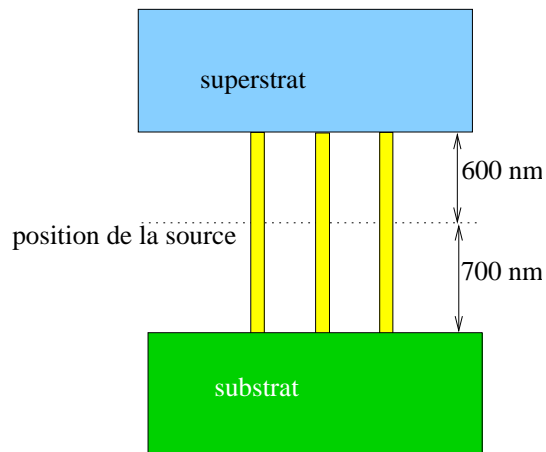 superstrat
600 nm
position de la source
700 nm
substrat